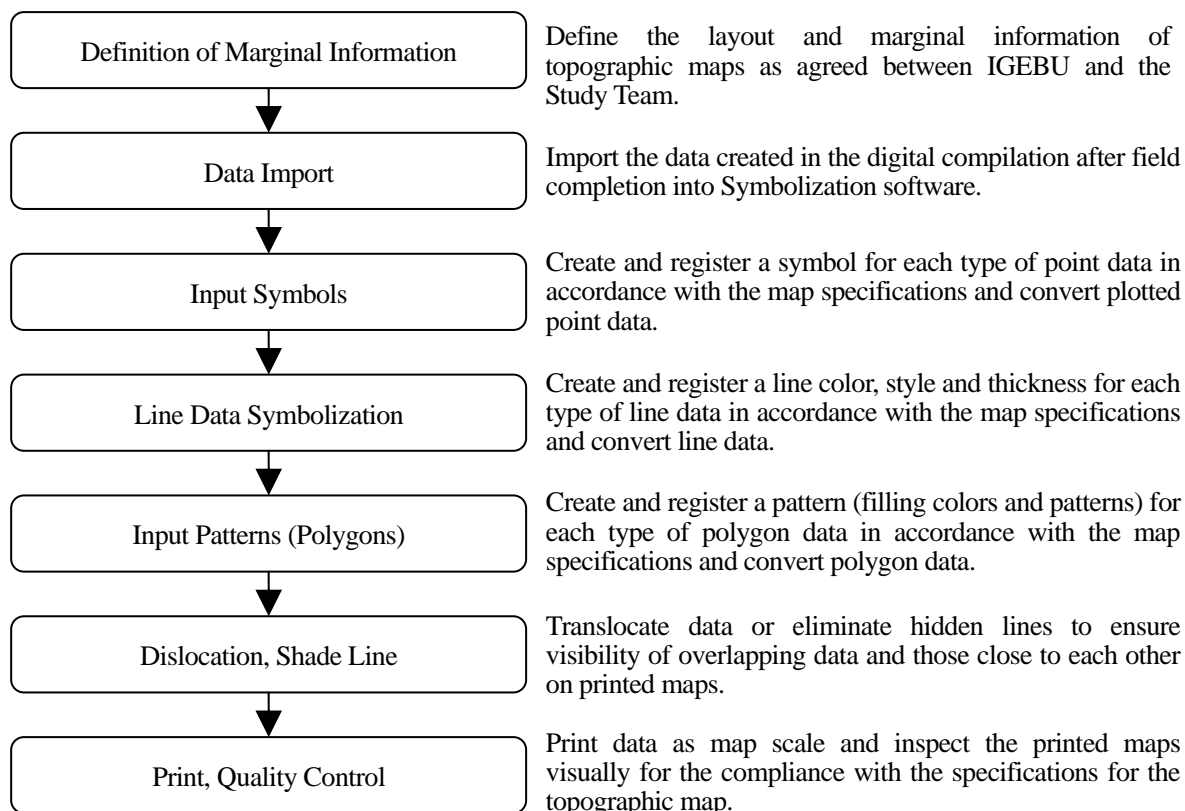 Definition of Marginal Information
Define the layout and marginal information of
topographic maps as agreed between IGEBU and the
Study Team.
Data Import
Import the data created in the digital compilation after field
completion into Symbolization software.
Input Symbols
Create and register a symbol for each type of point data in
accordance with the map specifications and convert plotted
point data.
Line Data Symbolization
Create and register a line color, style and thickness for each
type of line data in accordance with the map specifications
and convert line data.
Input Patterns (Polygons)
Create and register a pattern (filling colors and patterns) for
each type of polygon data in accordance with the map
specifications and convert polygon data.
Dislocation, Shade Line
Translocate data or eliminate hidden lines to ensure
visibility of overlapping data and those close to each other
on printed maps.
Print, Quality Control
Print data as map scale and inspect the printed maps
visually for the compliance with the specifications for the
topographic map.